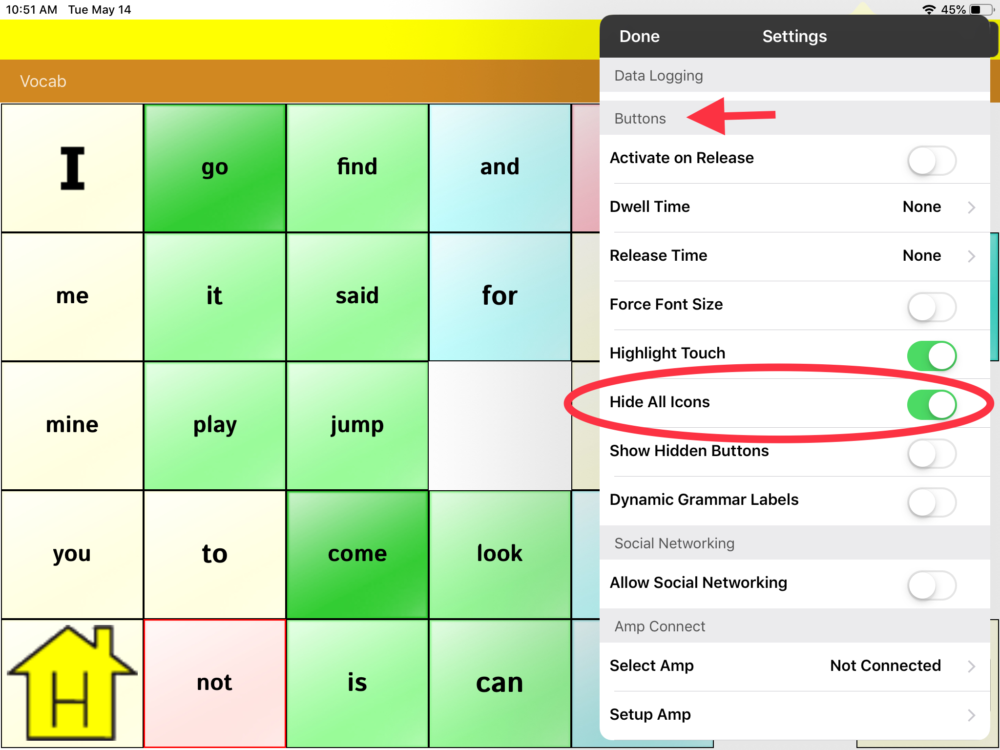 10:51 AM Tue May 14 45%
Done Settings
Vocab
Data Logging
Buttons
Activate on Release
Dwell Time None
Release Time None
Force Font Size
Highlight Touch
Hide All Icons
Show Hidden Buttons
Dynamic Grammar Labels
Social Networking
Allow Social Networking
Amp Connect
Select Amp Not Connected
Setup Amp
I go find and
me it said for
mine play jump
you to come look
H not is can